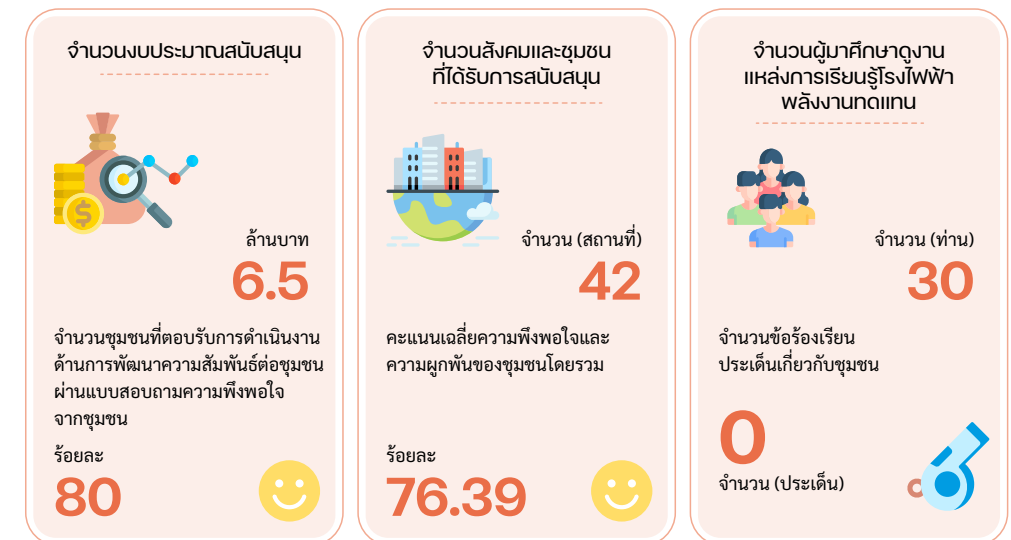 จำนวนงบประมาณสนับสนุน
ล้านบาท
6.5
จำนวนชุมชนที่ตอบรับการดำเนินงาน
ด้านการพัฒนาความสัมพันธ์ต่อชุมชน
ผ่านแบบสอบถามความพึงพอใจ
จากชุมชน
ร้อยละ
80
จำนวนสังคมและชุมชน
ที่ได้รับการสนับสนุน
จำนวน (สถานที่)
42
คะแนนเฉลี่ยความพึงพอใจและ
ความผูกพันของชุมชนโดยรวม
ร้อยละ
76.39
จำนวนผู้มาศึกษาดูงาน
แหล่งการเรียนรู้โรงไฟฟ้า
พลังงานทดแทน
จำนวน (ท่าน)
30
จำนวนข้อร้องเรียน
ประเด็นเกี่ยวกับชุมชน
0
จำนวน (ประเด็น)
$